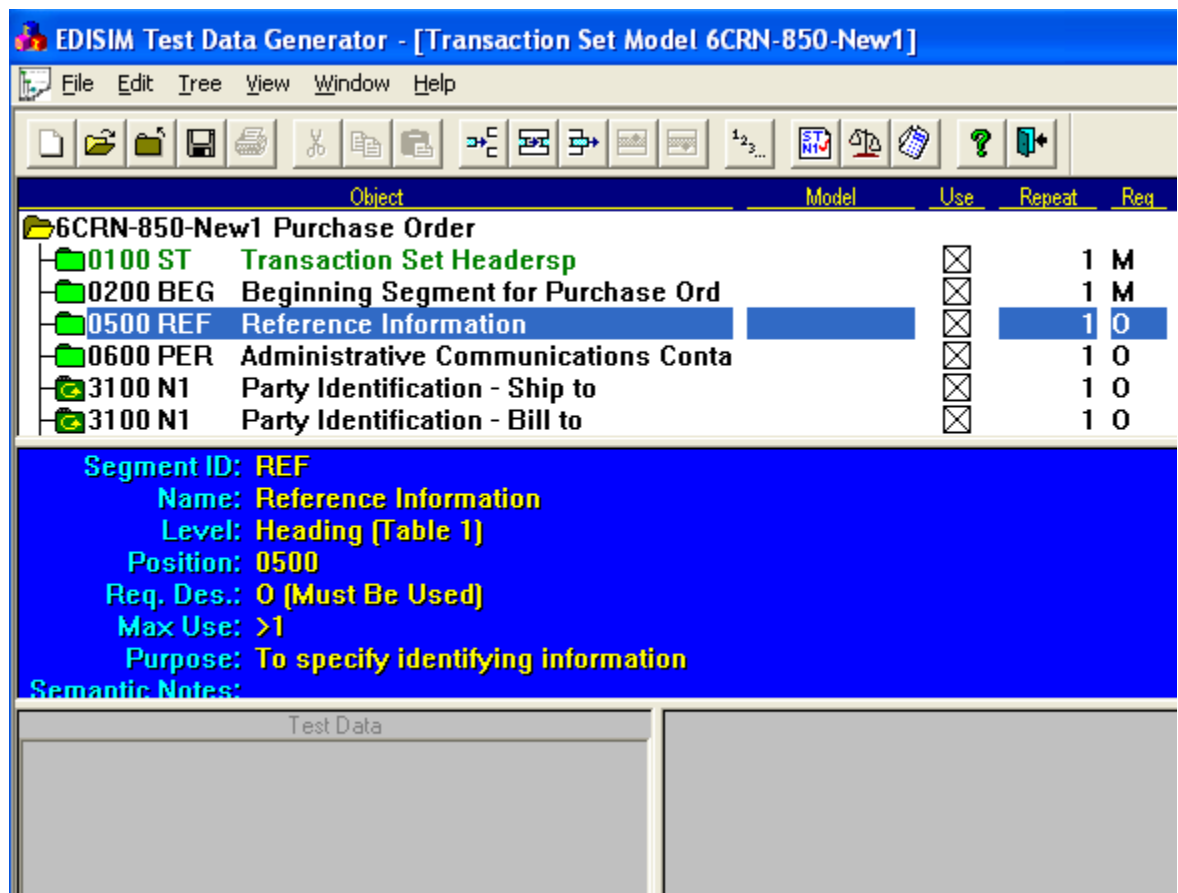 EDISIM Test Data Generator - [Transaction Set Model 6CRN-850-New1]
File Edit Tree View Window Help
Object Model Use Repeat Req
6CRN-850-New1 Purchase Order
0100 ST Transaction Set Headersp 1 M
0200 BEG Beginning Segment for Purchase Ord 1 M
0500 REF Reference Information 1 O
0600 PER Administrative Communications Conta 1 O
3100 N1 Party Identification - Ship to 1 O
3100 N1 Party Identification - Bill to 1 O
Segment ID: REF
Name: Reference Information
Level: Heading (Table 1)
Position: 0500
Req. Des.: O (Must Be Used)
Max Use: >1
Purpose: To specify identifying information
Semantic Notes:
Test Data